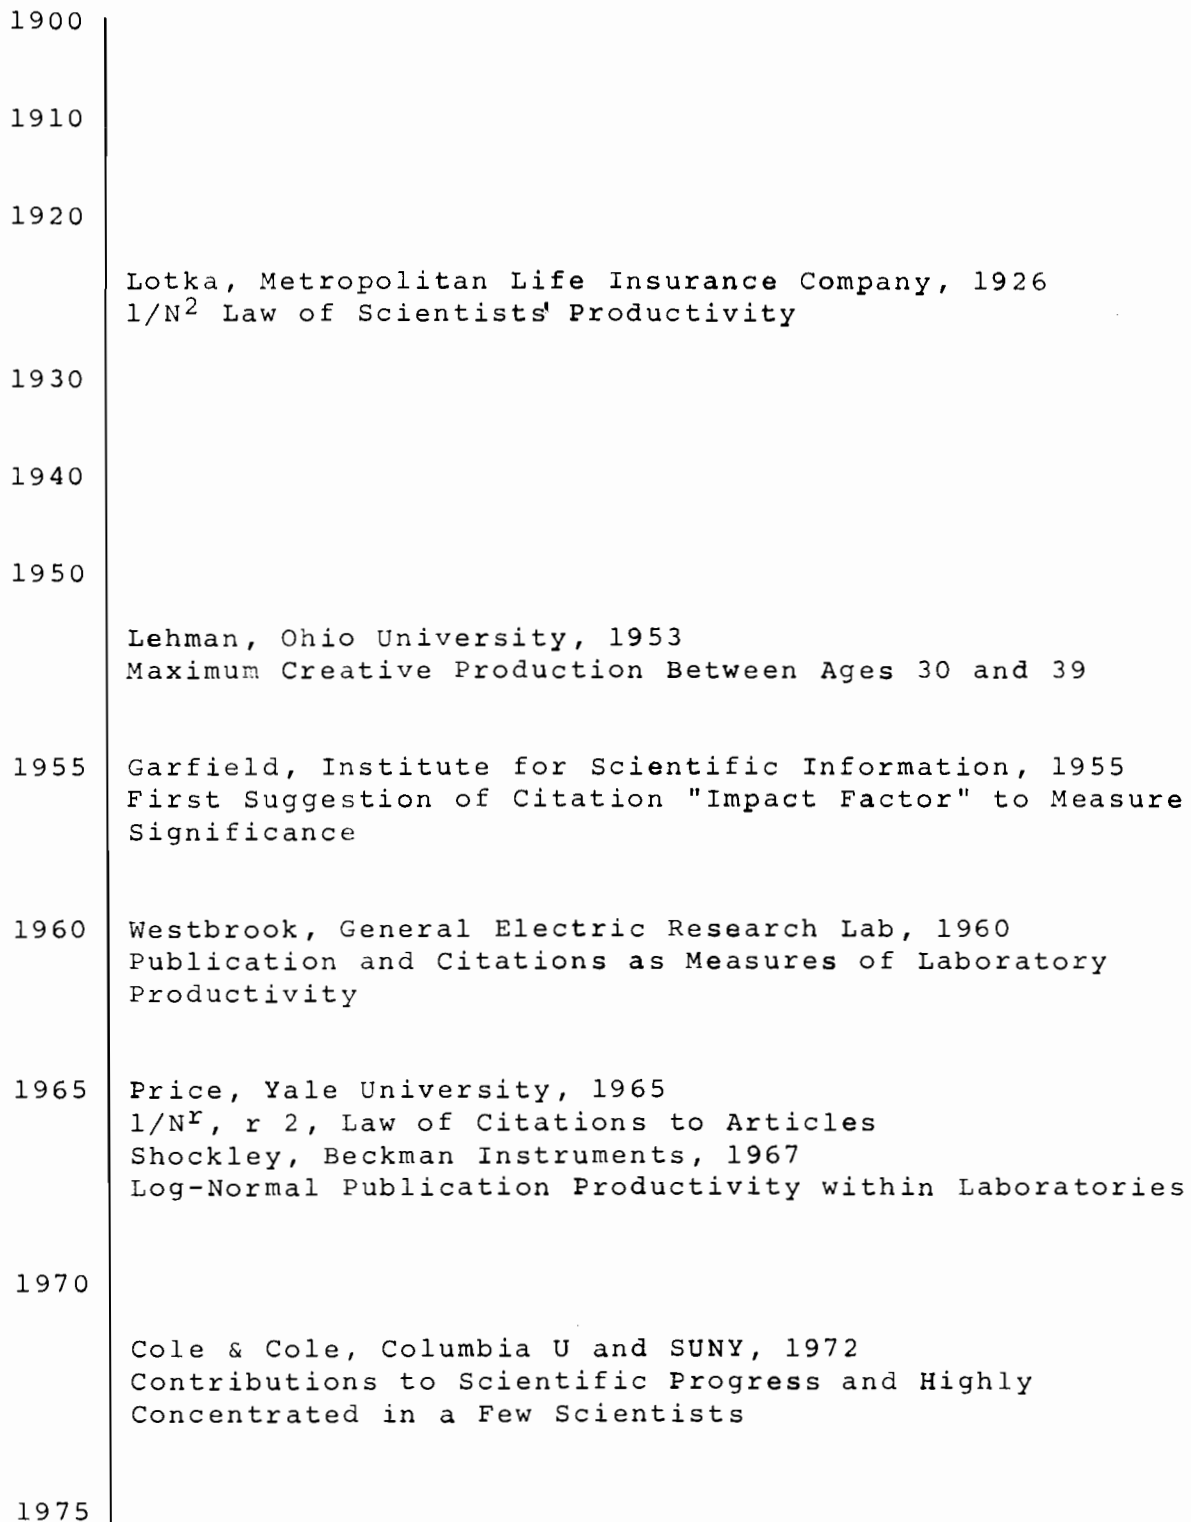 1900
1910
1920
Lotka, Metropolitan Life Insurance Company, 1926
1/N² Law of Scientists' Productivity
1930
1940
1950
Lehman, Ohio University, 1953
Maximum Creative Production Between Ages 30 and 39
1955 Garfield, Institute for Scientific Information, 1955
First Suggestion of Citation "Impact Factor" to Measure
Significance
1960 Westbrook, General Electric Research Lab, 1960
Publication and Citations as Measures of Laboratory
Productivity
1965 Price, Yale University, 1965
1/Nʳ, r 2, Law of Citations to Articles
Shockley, Beckman Instruments, 1967
Log-Normal Publication Productivity within Laboratories
1970
Cole & Cole, Columbia U and SUNY, 1972
Contributions to Scientific Progress and Highly
Concentrated in a Few Scientists
1975